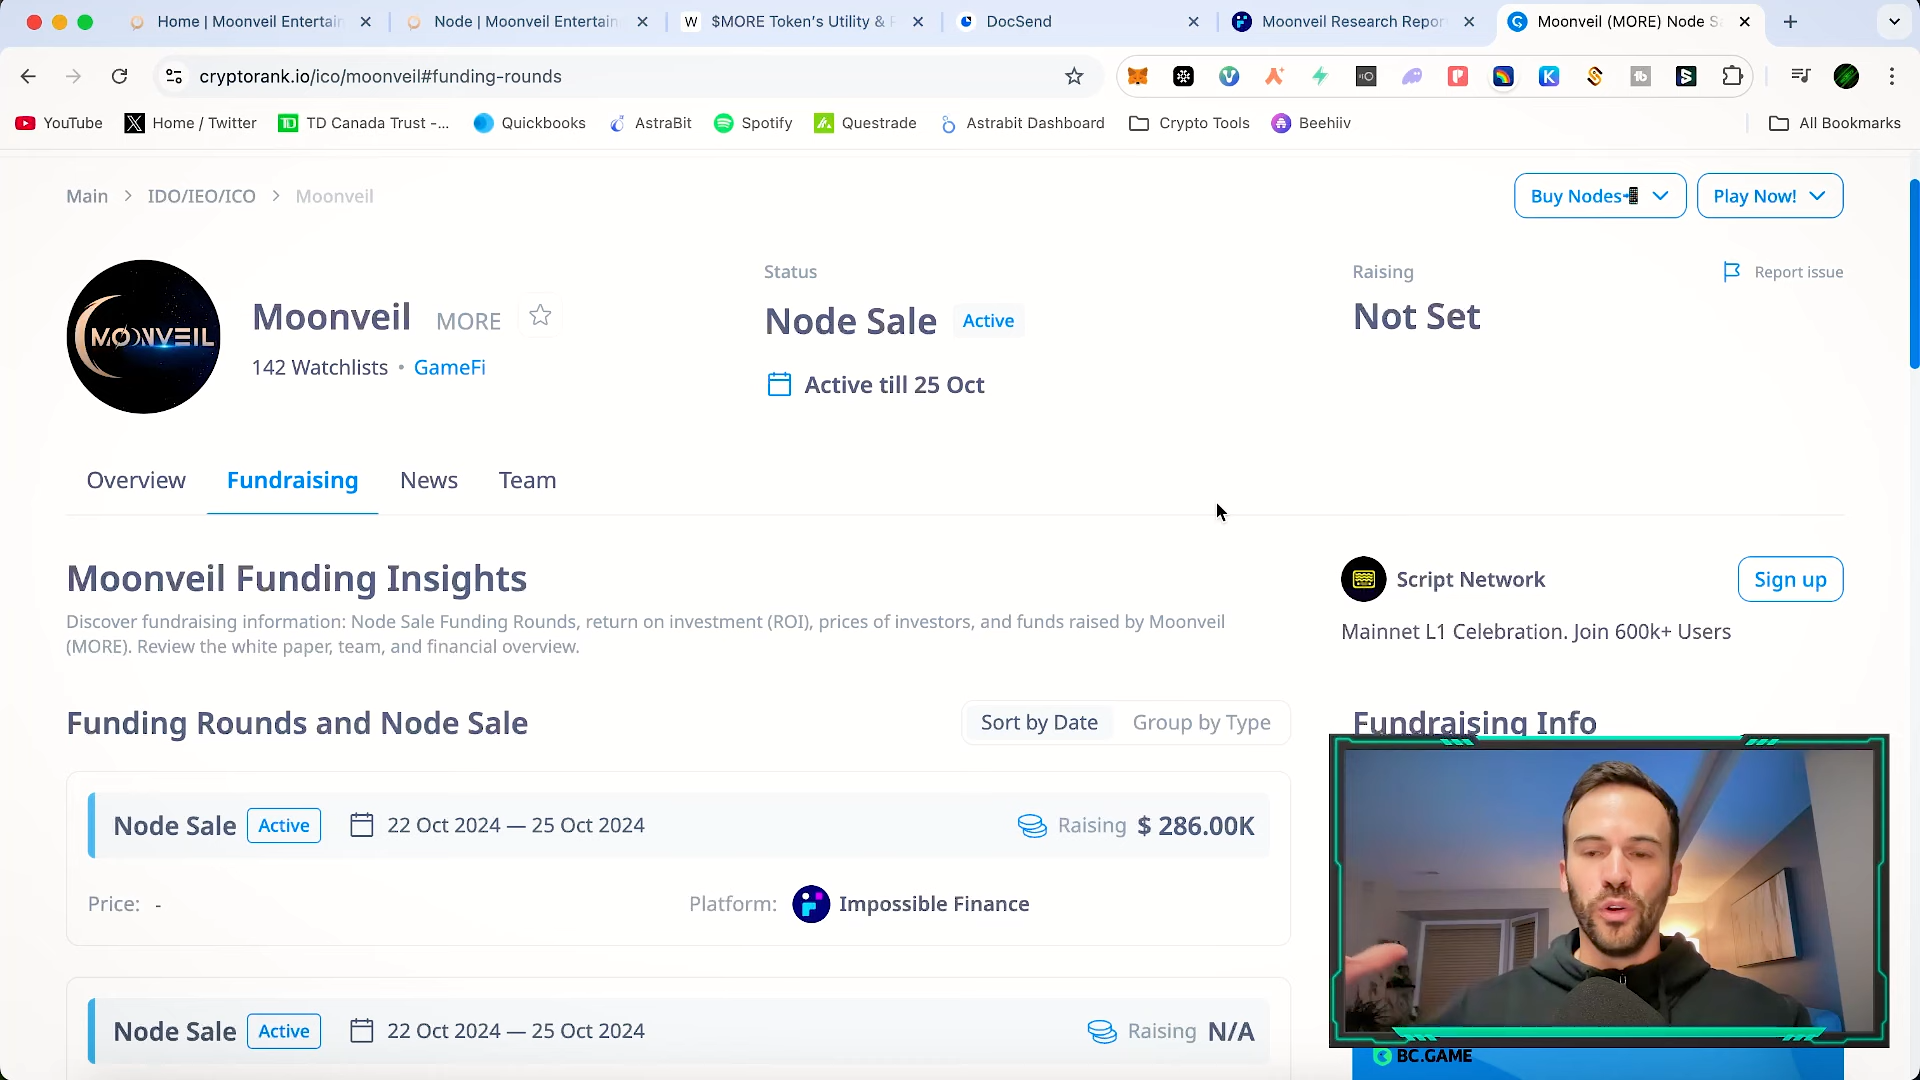 Home | Moonveil Entertain
Node | Moonveil Entertain
$MORE Token's Utility &
DocSend
Moonveil Research Repor
Moonveil (MORE) Node S
cryptorank.io/ico/moonveil#funding-rounds
YouTube
Home / Twitter
TD Canada Trust -...
Quickbooks
AstraBit
Spotify
Questrade
Astrabit Dashboard
Crypto Tools
Beehiiv
All Bookmarks
Main > IDO/IEO/ICO > Moonveil
Buy Nodes
Play Now!
MOONVEIL
Moonveil MORE
142 Watchlists • GameFi
Status
Node Sale Active
Active till 25 Oct
Raising
Not Set
Report issue
Overview
Fundraising
News
Team
Moonveil Funding Insights
Discover fundraising information: Node Sale Funding Rounds, return on investment (ROI), prices of investors, and funds raised by Moonveil
(MORE). Review the white paper, team, and financial overview.
Script Network
Sign up
Mainnet L1 Celebration. Join 600k+ Users
Funding Rounds and Node Sale
Sort by Date
Group by Type
Fundraising Info
Node Sale Active 22 Oct 2024 — 25 Oct 2024 Raising $ 286.00K
Price: - Platform: Impossible Finance
Node Sale Active 22 Oct 2024 — 25 Oct 2024 Raising N/A
BC.GAME